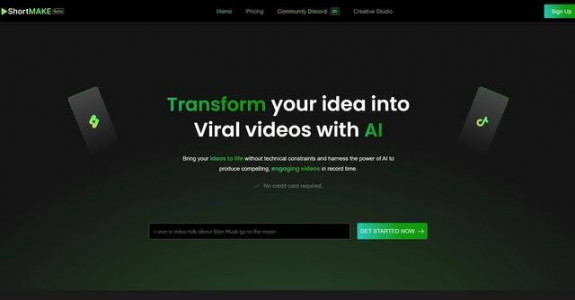 ShortMAKE Beta
Home Pricing Community Discord Creative Studio Sign Up
Transform your idea into
Viral videos with AI
Bring your ideas to life without technical constraints and harness the power of AI to
produce compelling, engaging videos in record time.
No credit card required.
I want a video talk about Elon Musk go to the moon
GET STARTED NOW